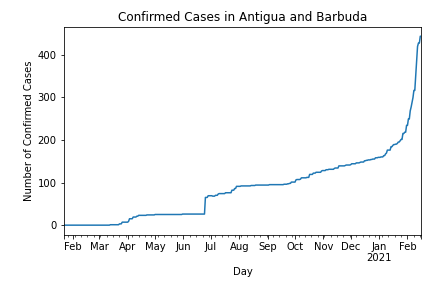 Confirmed Cases in Antigua and Barbuda
Number of Confirmed Cases
400
300
200
100
0
Feb Mar Apr May Jun Jul Aug Sep Oct Nov Dec Jan Feb
2021
Day